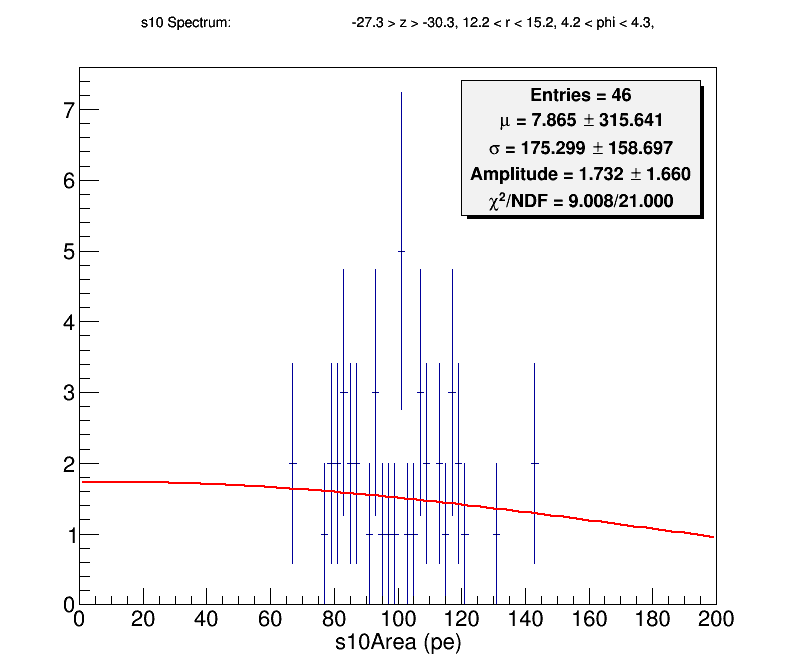 s10 Spectrum: -27.3 > z > -30.3, 12.2 < r < 15.2, 4.2 < phi < 4.3,
Entries = 46
μ = 7.865 ± 315.641
σ = 175.299 ± 158.697
Amplitude = 1.732 ± 1.660
χ²/NDF = 9.008/21.000
7
6
5
4
3
2
1
0
0 20 40 60 80 100 120 140 160 180 200
s10Area (pe)